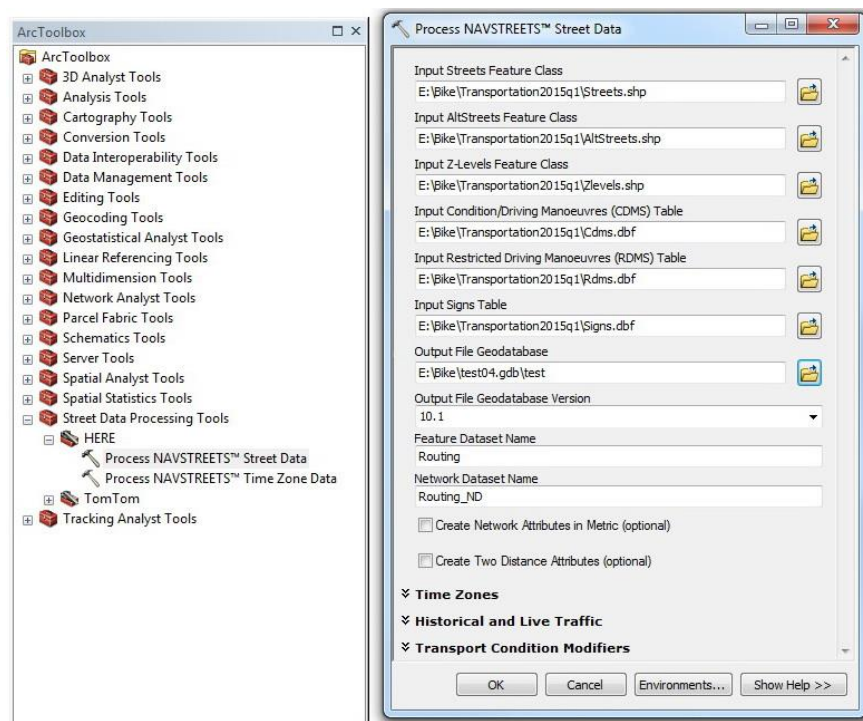 ArcToolbox
ArcToolbox
3D Analyst Tools
Analysis Tools
Cartography Tools
Conversion Tools
Data Interoperability Tools
Data Management Tools
Editing Tools
Geocoding Tools
Geostatistical Analyst Tools
Linear Referencing Tools
Multidimension Tools
Network Analyst Tools
Parcel Fabric Tools
Schematics Tools
Server Tools
Spatial Analyst Tools
Spatial Statistics Tools
Street Data Processing Tools
HERE
Process NAVSTREETS™ Street Data
Process NAVSTREETS™ Time Zone Data
TomTom
Tracking Analyst Tools
Process NAVSTREETS™ Street Data
Input Streets Feature Class
E:\Bike\Transportation2015q1\Streets.shp
Input AltStreets Feature Class
E:\Bike\Transportation2015q1\AltStreets.shp
Input Z-Levels Feature Class
E:\Bike\Transportation2015q1\Zlevels.shp
Input Condition/Driving Manoeuvres (CDMS) Table
E:\Bike\Transportation2015q1\Cdms.dbf
Input Restricted Driving Manoeuvres (RDMS) Table
E:\Bike\Transportation2015q1\Rdms.dbf
Input Signs Table
E:\Bike\Transportation2015q1\Signs.dbf
Output File Geodatabase
E:\Bike\test04.gdb\test
Output File Geodatabase Version
10.1
Feature Dataset Name
Routing
Network Dataset Name
Routing_ND
Create Network Attributes in Metric (optional)
Create Two Distance Attributes (optional)
Time Zones
Historical and Live Traffic
Transport Condition Modifiers
OK Cancel Environments... Show Help >>